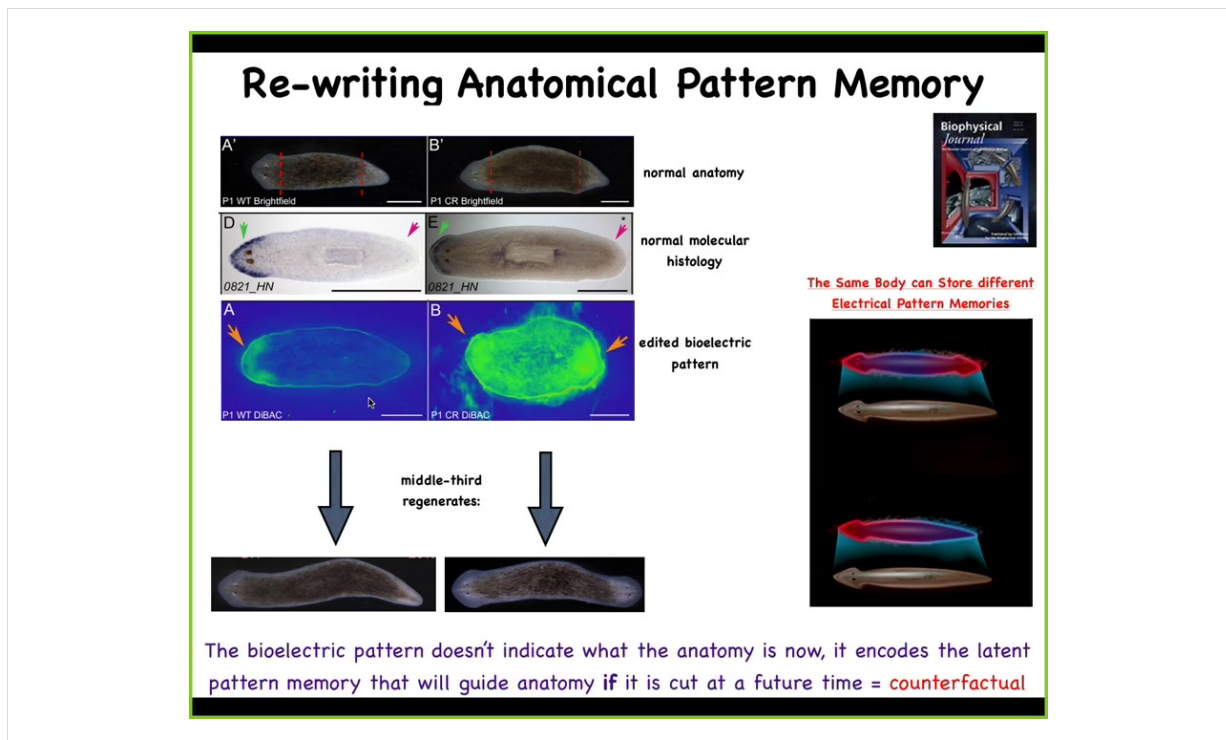 Re-writing Anatomical Pattern Memory
A'
P1 WT Brightfield
B'
P1 CR Brightfield
normal anatomy
D
0821_HN
E
*
0821_HN
normal molecular
histology
A
P1 WT DiBAC
B
P1 CR DiBAC
edited bioelectric
pattern
middle-third
regenerates:
Biophysical
Journal
The Same Body can Store different
Electrical Pattern Memories
The bioelectric pattern doesn't indicate what the anatomy is now, it encodes the latent
pattern memory that will guide anatomy if it is cut at a future time = counterfactual